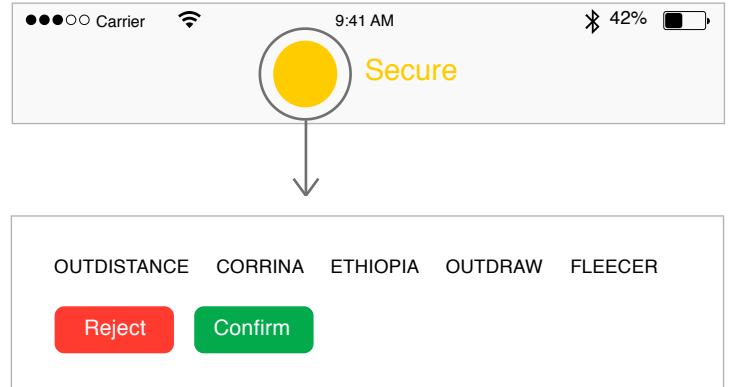 Carrier 9:41 AM 42%
Secure
OUTDISTANCE CORRINA ETHIOPIA OUTDRAW FLEECER
Reject Confirm